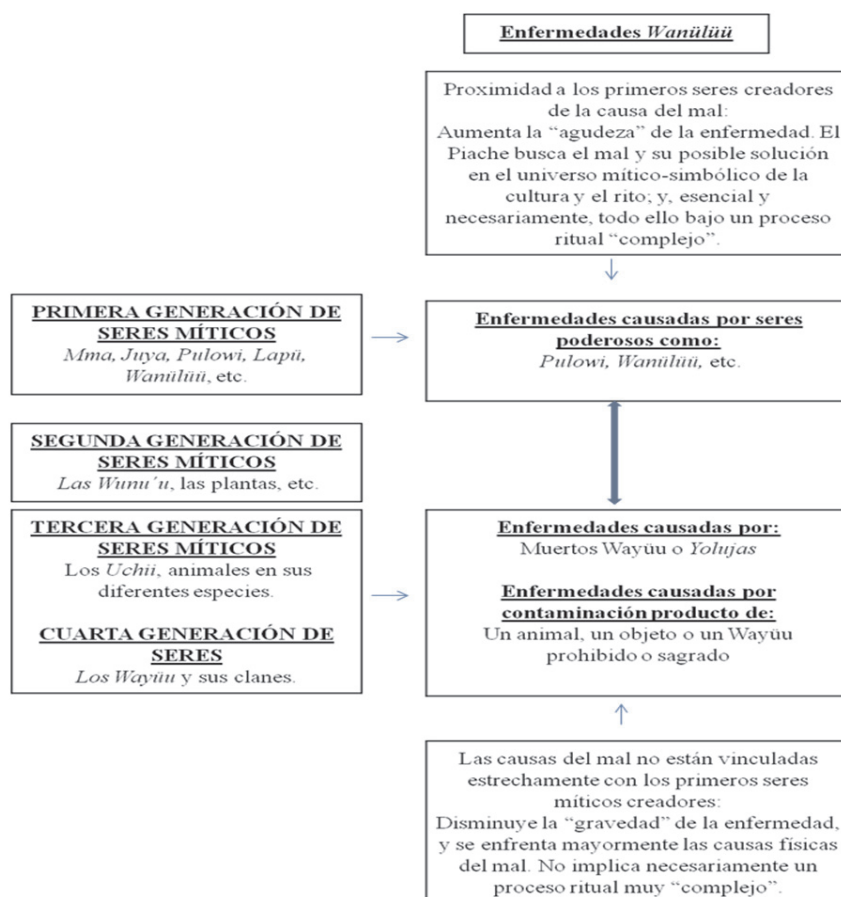 Enfermedades Wanülüü
Proximidad a los primeros seres creadores
de la causa del mal:
Aumenta la “agudeza” de la enfermedad. El
Piache busca el mal y su posible solución
en el universo mítico-simbólico de la
cultura y el rito; y, esencial y
necesariamente, todo ello bajo un proceso
ritual “complejo”.
PRIMERA GENERACIÓN DE
SERES MÍTICOS
Mma, Juya, Pulowi, Lapü,
Wanülüü, etc.
Enfermedades causadas por seres
poderosos como:
Pulowi, Wanülüü, etc.
SEGUNDA GENERACIÓN DE
SERES MÍTICOS
Las Wunu´u, las plantas, etc.
TERCERA GENERACIÓN DE
SERES MÍTICOS
Los Uchii, animales en sus
diferentes especies.
CUARTA GENERACIÓN DE
SERES
Los Wayüu y sus clanes.
Enfermedades causadas por:
Muertos Wayüu o Yolujas
Enfermedades causadas por
contaminación producto de:
Un animal, un objeto o un Wayüu
prohibido o sagrado
Las causas del mal no están vinculadas
estrechamente con los primeros seres
míticos creadores:
Disminuye la “gravedad” de la enfermedad,
y se enfrenta mayormente las causas físicas
del mal. No implica necesariamente un
proceso ritual muy “complejo”.